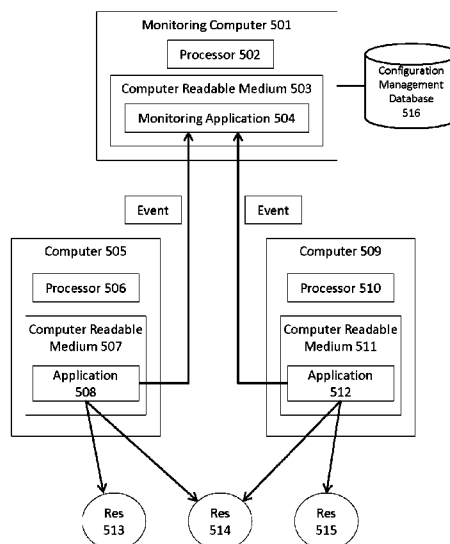 Monitoring Computer 501
Processor 502
Computer Readable Medium 503
Monitoring Application 504
Configuration
Management
Database
516
Event
Event
Computer 505
Processor 506
Computer Readable
Medium 507
Application
508
Computer 509
Processor 510
Computer Readable
Medium 511
Application
512
Res
513
Res
514
Res
515